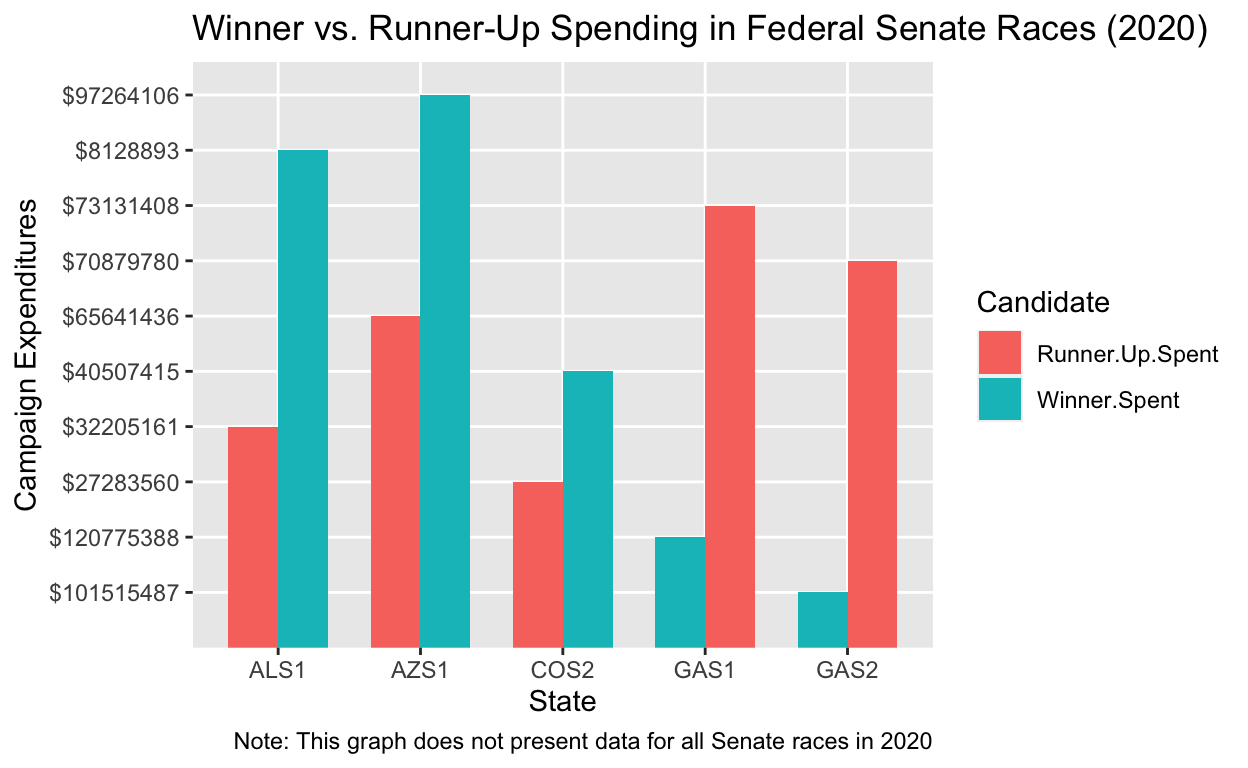 Winner vs. Runner-Up Spending in Federal Senate Races (2020)
Campaign Expenditures
$97264106
$8128893
$73131408
$70879780
$65641436
$40507415
$32205161
$27283560
$120775388
$101515487
ALS1 AZS1 COS2 GAS1 GAS2
State
Candidate
Runner.Up.Spent
Winner.Spent
Note: This graph does not present data for all Senate races in 2020